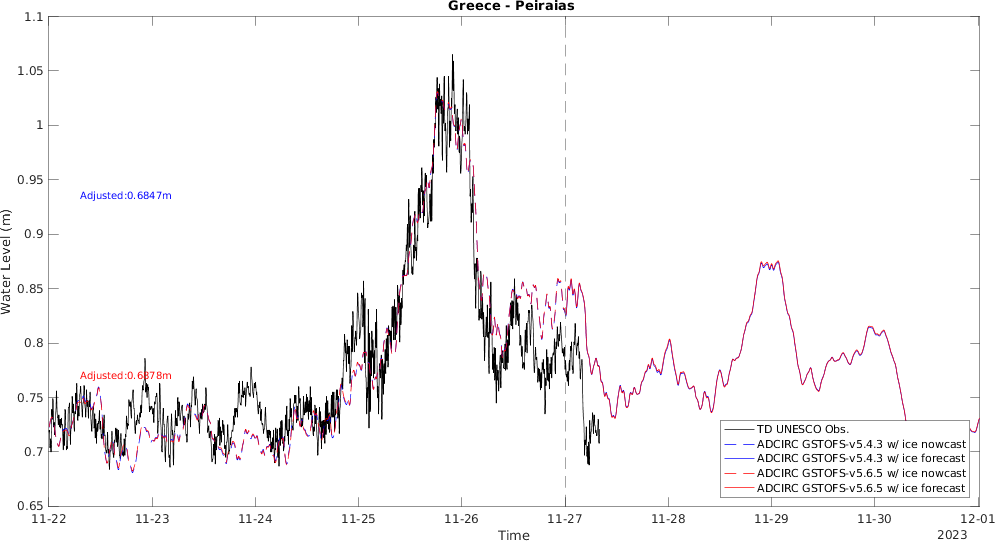 Greece - Peiraias
1.1
1.05
1
0.95
0.9
0.85
0.8
0.75
0.7
0.65
Water Level (m)
Adjusted:0.6847m
Adjusted:0.6878m
TD UNESCO Obs.
ADCIRC GSTOFS-v5.4.3 w/ ice nowcast
ADCIRC GSTOFS-v5.4.3 w/ ice forecast
ADCIRC GSTOFS-v5.6.5 w/ ice nowcast
ADCIRC GSTOFS-v5.6.5 w/ ice forecast
11-22 11-23 11-24 11-25 11-26 11-27 11-28 11-29 11-30 12-01
Time
2023